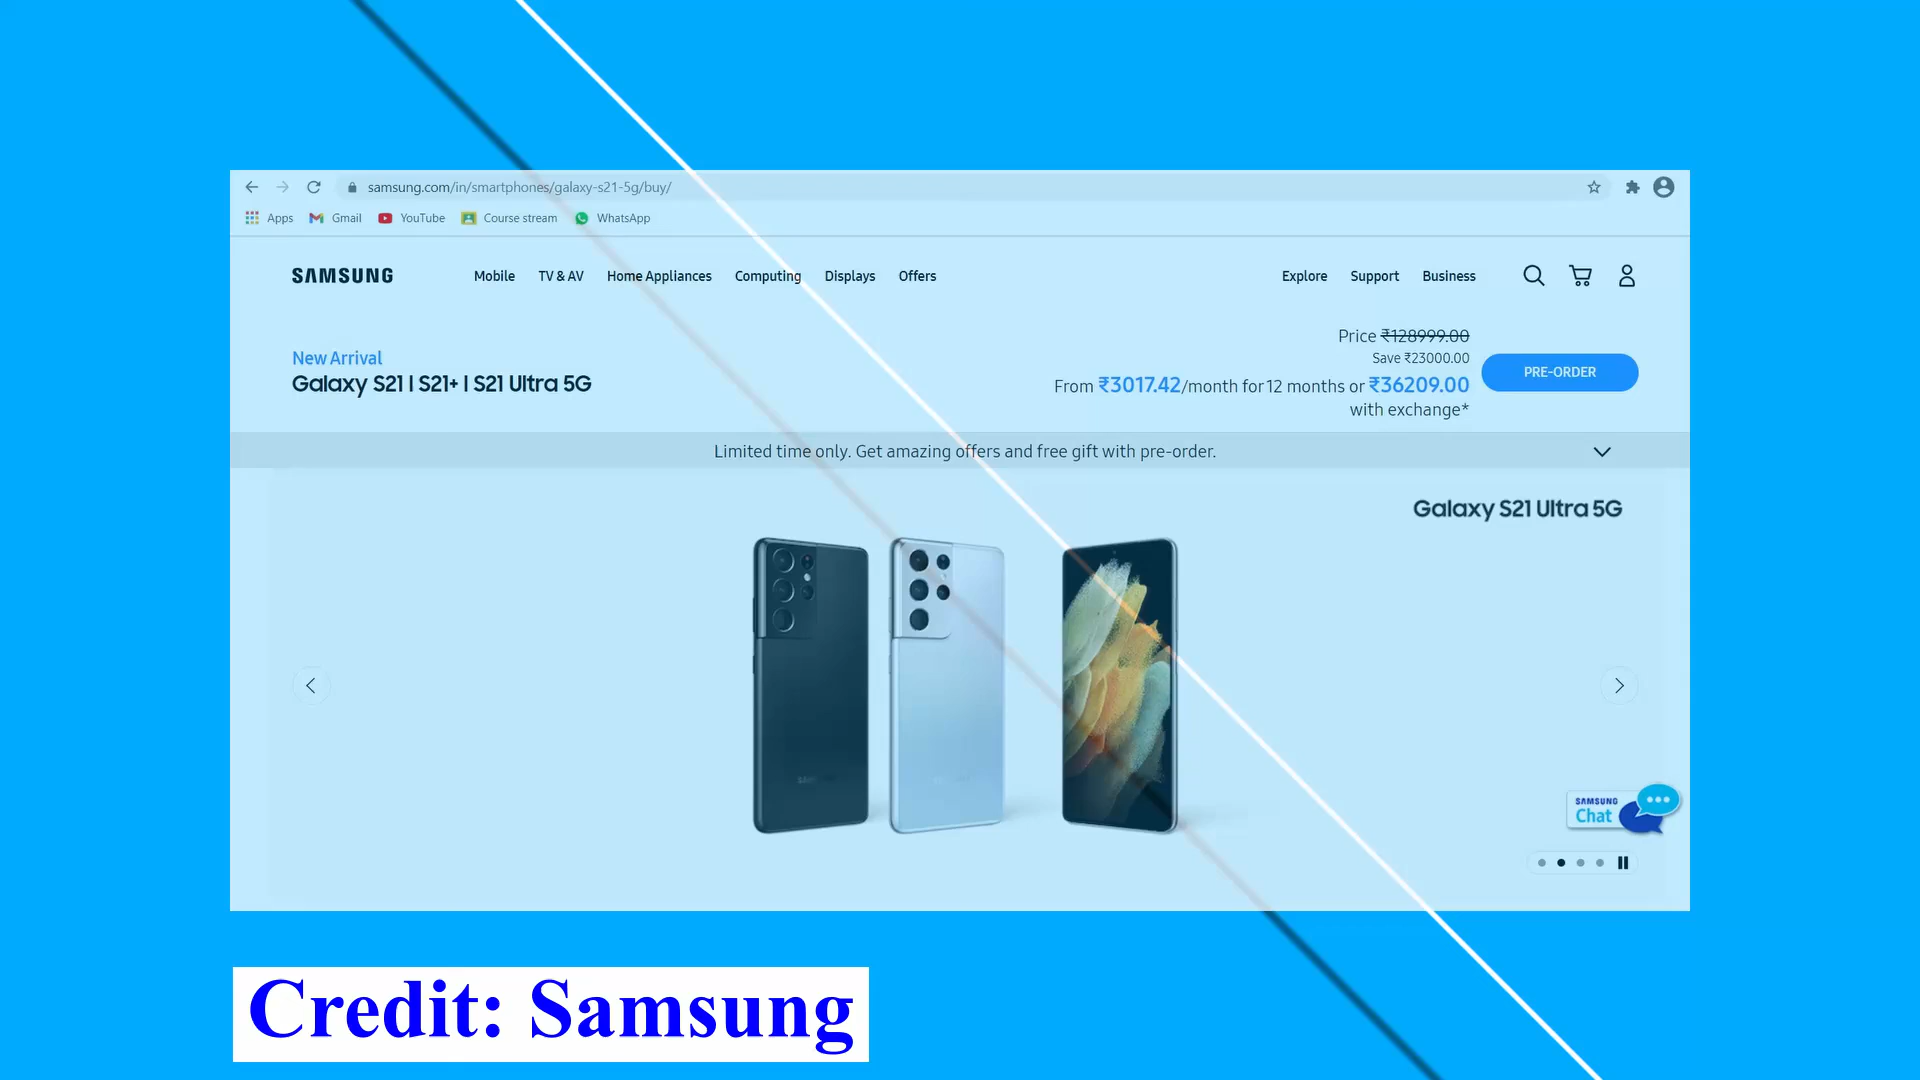 samsung.com/in/smartphones/galaxy-s21-5g/buy/
Apps Gmail YouTube Course stream WhatsApp
SAMSUNG Mobile TV & AV Home Appliances Computing Displays Offers Explore Support Business
New Arrival
Galaxy S21 | S21+ | S21 Ultra 5G
Price ₹128999.00
Save ₹23000.00
From ₹3017.42/month for 12 months or ₹36209.00
with exchange*
PRE-ORDER
Limited time only. Get amazing offers and free gift with pre-order.
Galaxy S21 Ultra 5G
SAMSUNG
Chat
Credit: Samsung